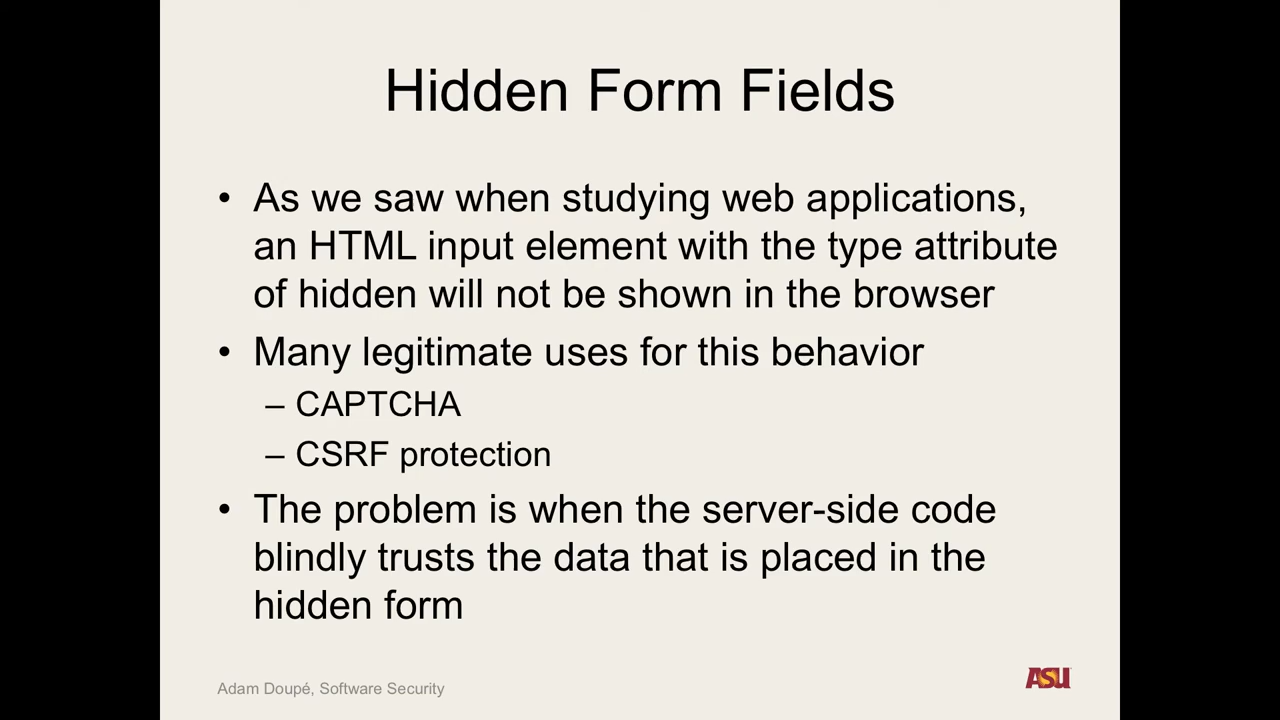 Hidden Form Fields
• As we saw when studying web applications,
an HTML input element with the type attribute
of hidden will not be shown in the browser
• Many legitimate uses for this behavior
– CAPTCHA
– CSRF protection
• The problem is when the server-side code
blindly trusts the data that is placed in the
hidden form
Adam Doupé, Software Security
ASU